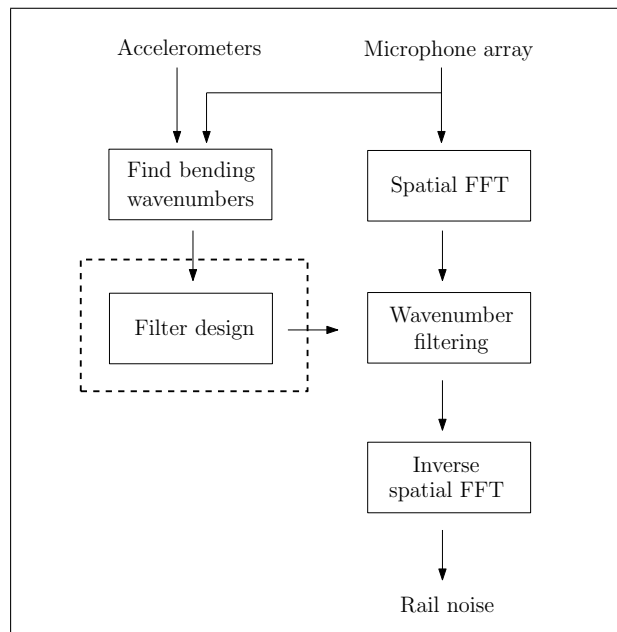 Accelerometers
Microphone array
Find bending
wavenumbers
Spatial FFT
Filter design
Wavenumber
filtering
Inverse
spatial FFT
Rail noise